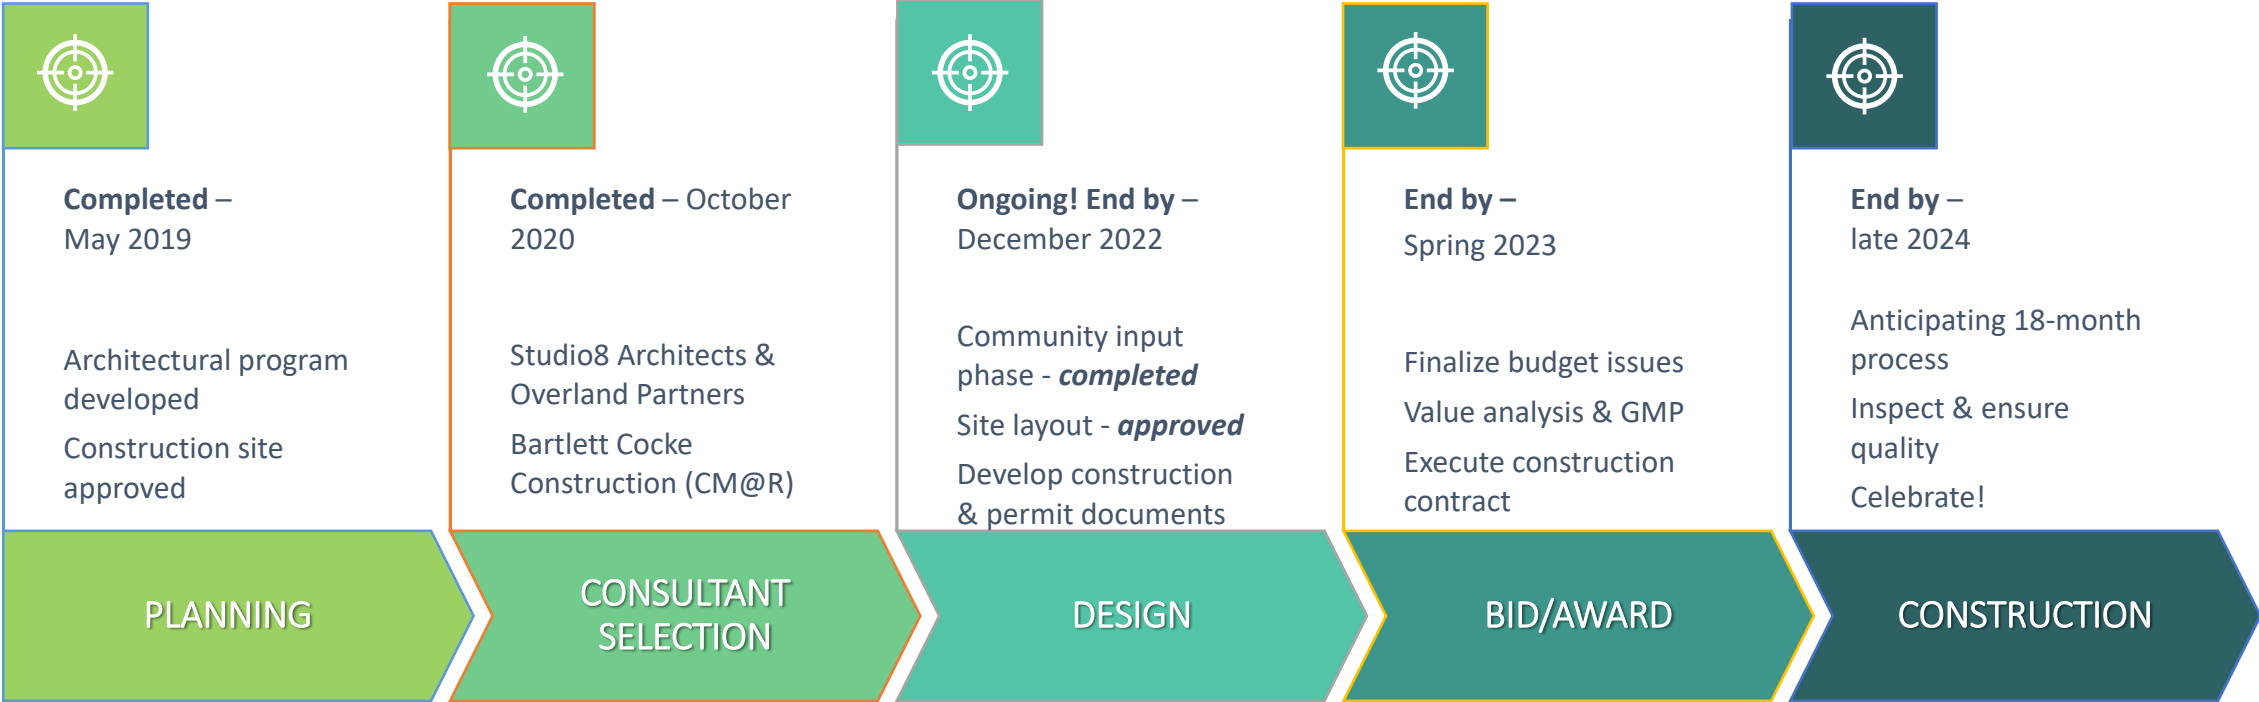 Completed –
May 2019
Architectural program
developed
Construction site
approved
PLANNING
Completed – October
2020
Studio8 Architects &
Overland Partners
Bartlett Cocke
Construction (CM@R)
CONSULTANT
SELECTION
Ongoing! End by –
December 2022
Community input
phase - completed
Site layout - approved
Develop construction
& permit documents
DESIGN
End by –
Spring 2023
Finalize budget issues
Value analysis & GMP
Execute construction
contract
BID/AWARD
End by –
late 2024
Anticipating 18-month
process
Inspect & ensure
quality
Celebrate!
CONSTRUCTION